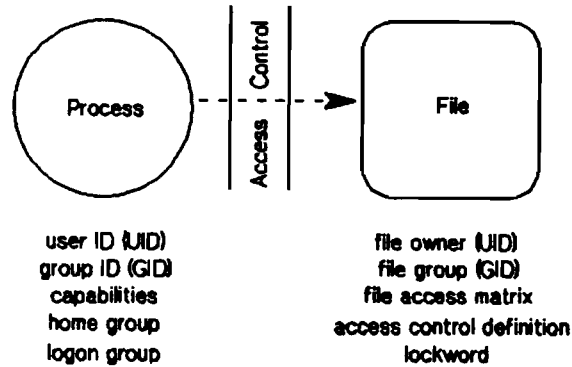 Process
Access Control
File
user ID (UID)
group ID (GID)
capabilities
home group
logon group
file owner (UID)
file group (GID)
file access matrix
access control definition
lockword